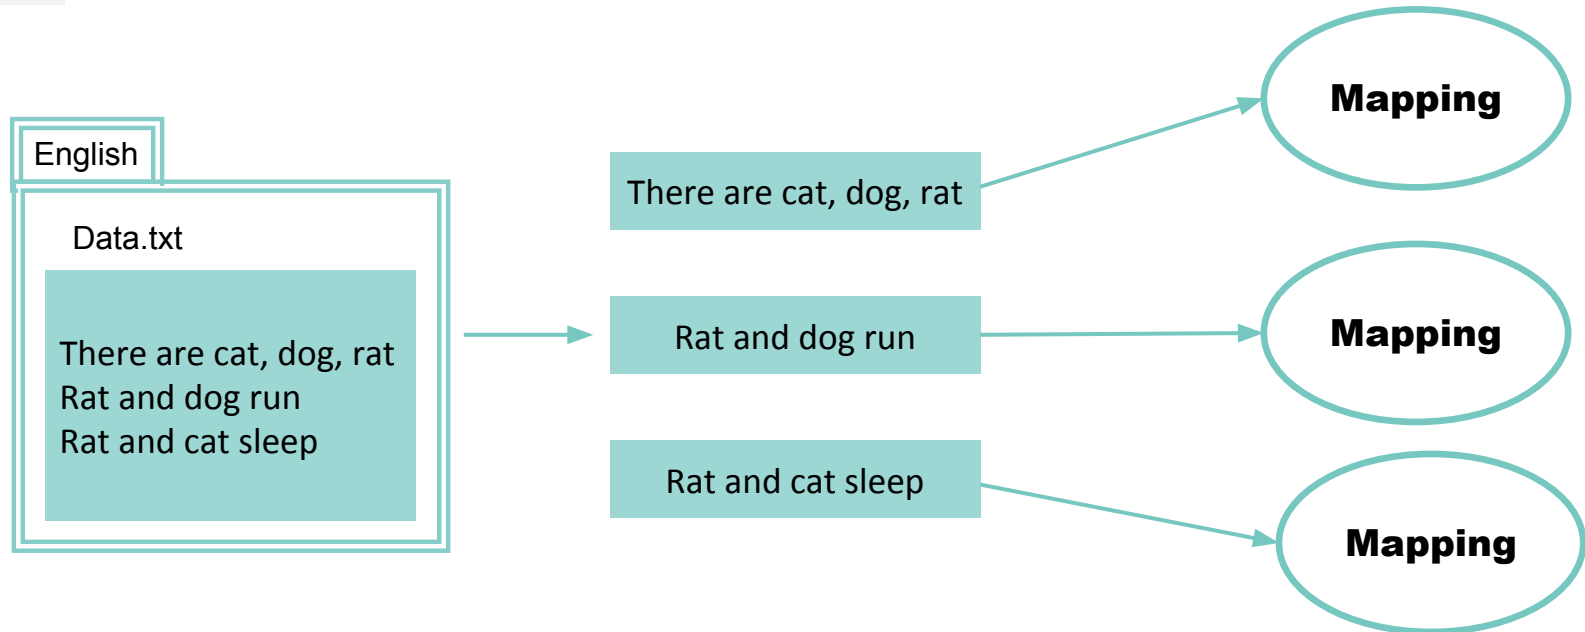 English
Data.txt
There are cat, dog, rat
Rat and dog run
Rat and cat sleep
There are cat, dog, rat
Rat and dog run
Rat and cat sleep
Mapping
Mapping
Mapping